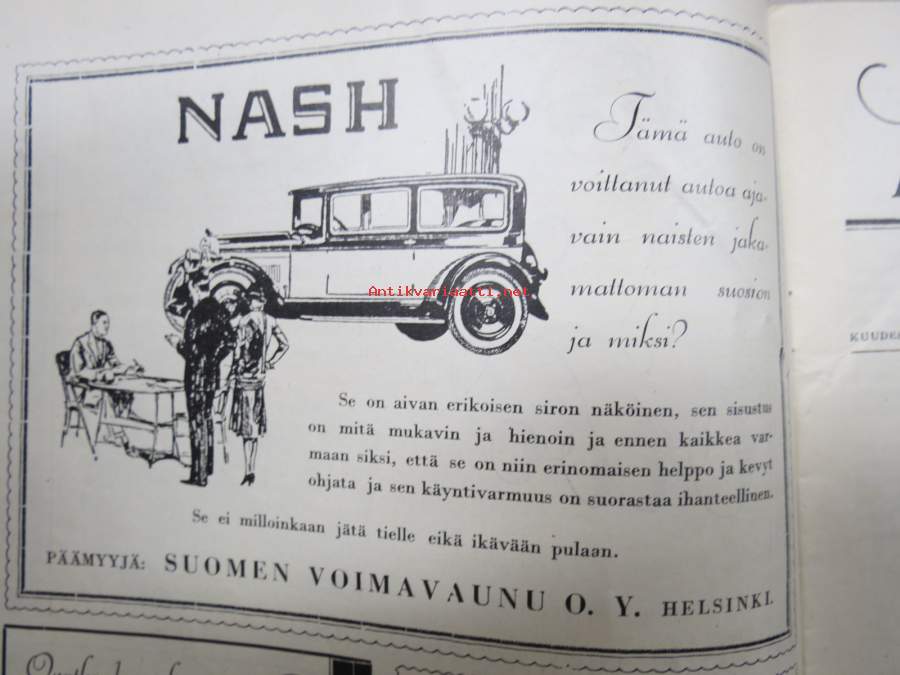 NASH
Tämä auto on
voittanut autoa aja-
vain naisten jaka-
mattoman suosion
ja miksi?
Antikvariaatti.net
Se on aivan erikoisen siron näköinen, sen sisustus
on mitä mukavin ja hienoin ja ennen kaikkea var-
maan siksi, että se on niin erinomaisen helppo ja kevyt
ohjata ja sen käyntivarmuus on suorastaa ihanteellinen.
Se ei milloinkaan jätä tielle eikä ikävään pulaan.
PÄÄMYYJÄ: SUOMEN VOIMAVAUNU O. Y. HELSINKI.